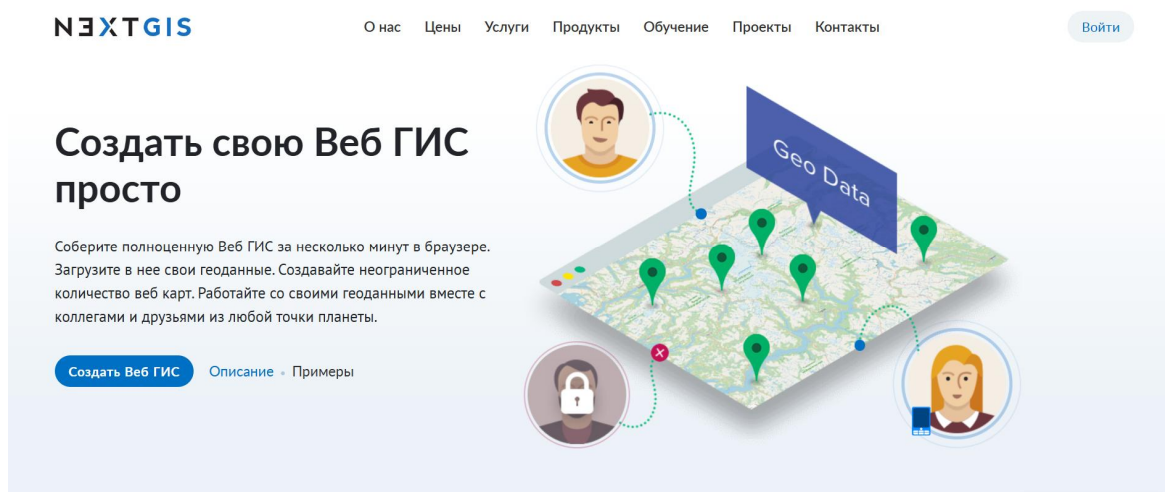 NEXTGIS
О нас Цены Услуги Продукты Обучение Проекты Контакты
Войти
Создать свою Веб ГИС
просто
Соберите полноценную Веб ГИС за несколько минут в браузере.
Загрузите в нее свои геоданные. Создавайте неограниченное
количество веб карт. Работайте со своими геоданными вместе с
коллегами и друзьями из любой точки планеты.
Создать Веб ГИС Описание • Примеры
Geo Data